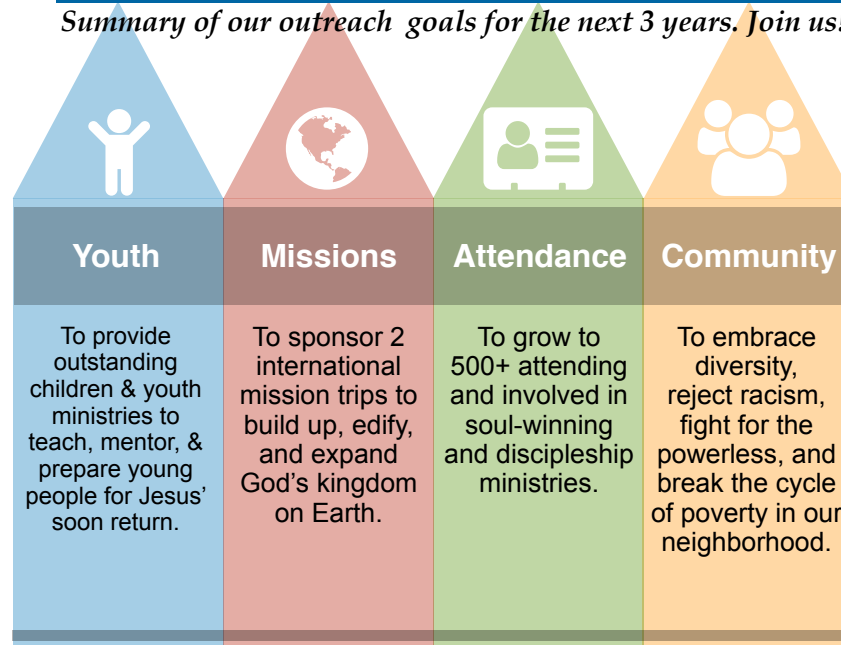 Summary of our outreach goals for the next 3 years. Join us!
Youth
Missions
Attendance
Community
To provide
outstanding
children & youth
ministries to
teach, mentor, &
prepare young
people for Jesus’
soon return.
To sponsor 2
international
mission trips to
build up, edify,
and expand
God’s kingdom
on Earth.
To grow to
500+ attending
and involved in
soul-winning
and discipleship
ministries.
To embrace
diversity,
reject racism,
fight for the
powerless, and
break the cycle
of poverty in our
neighborhood.